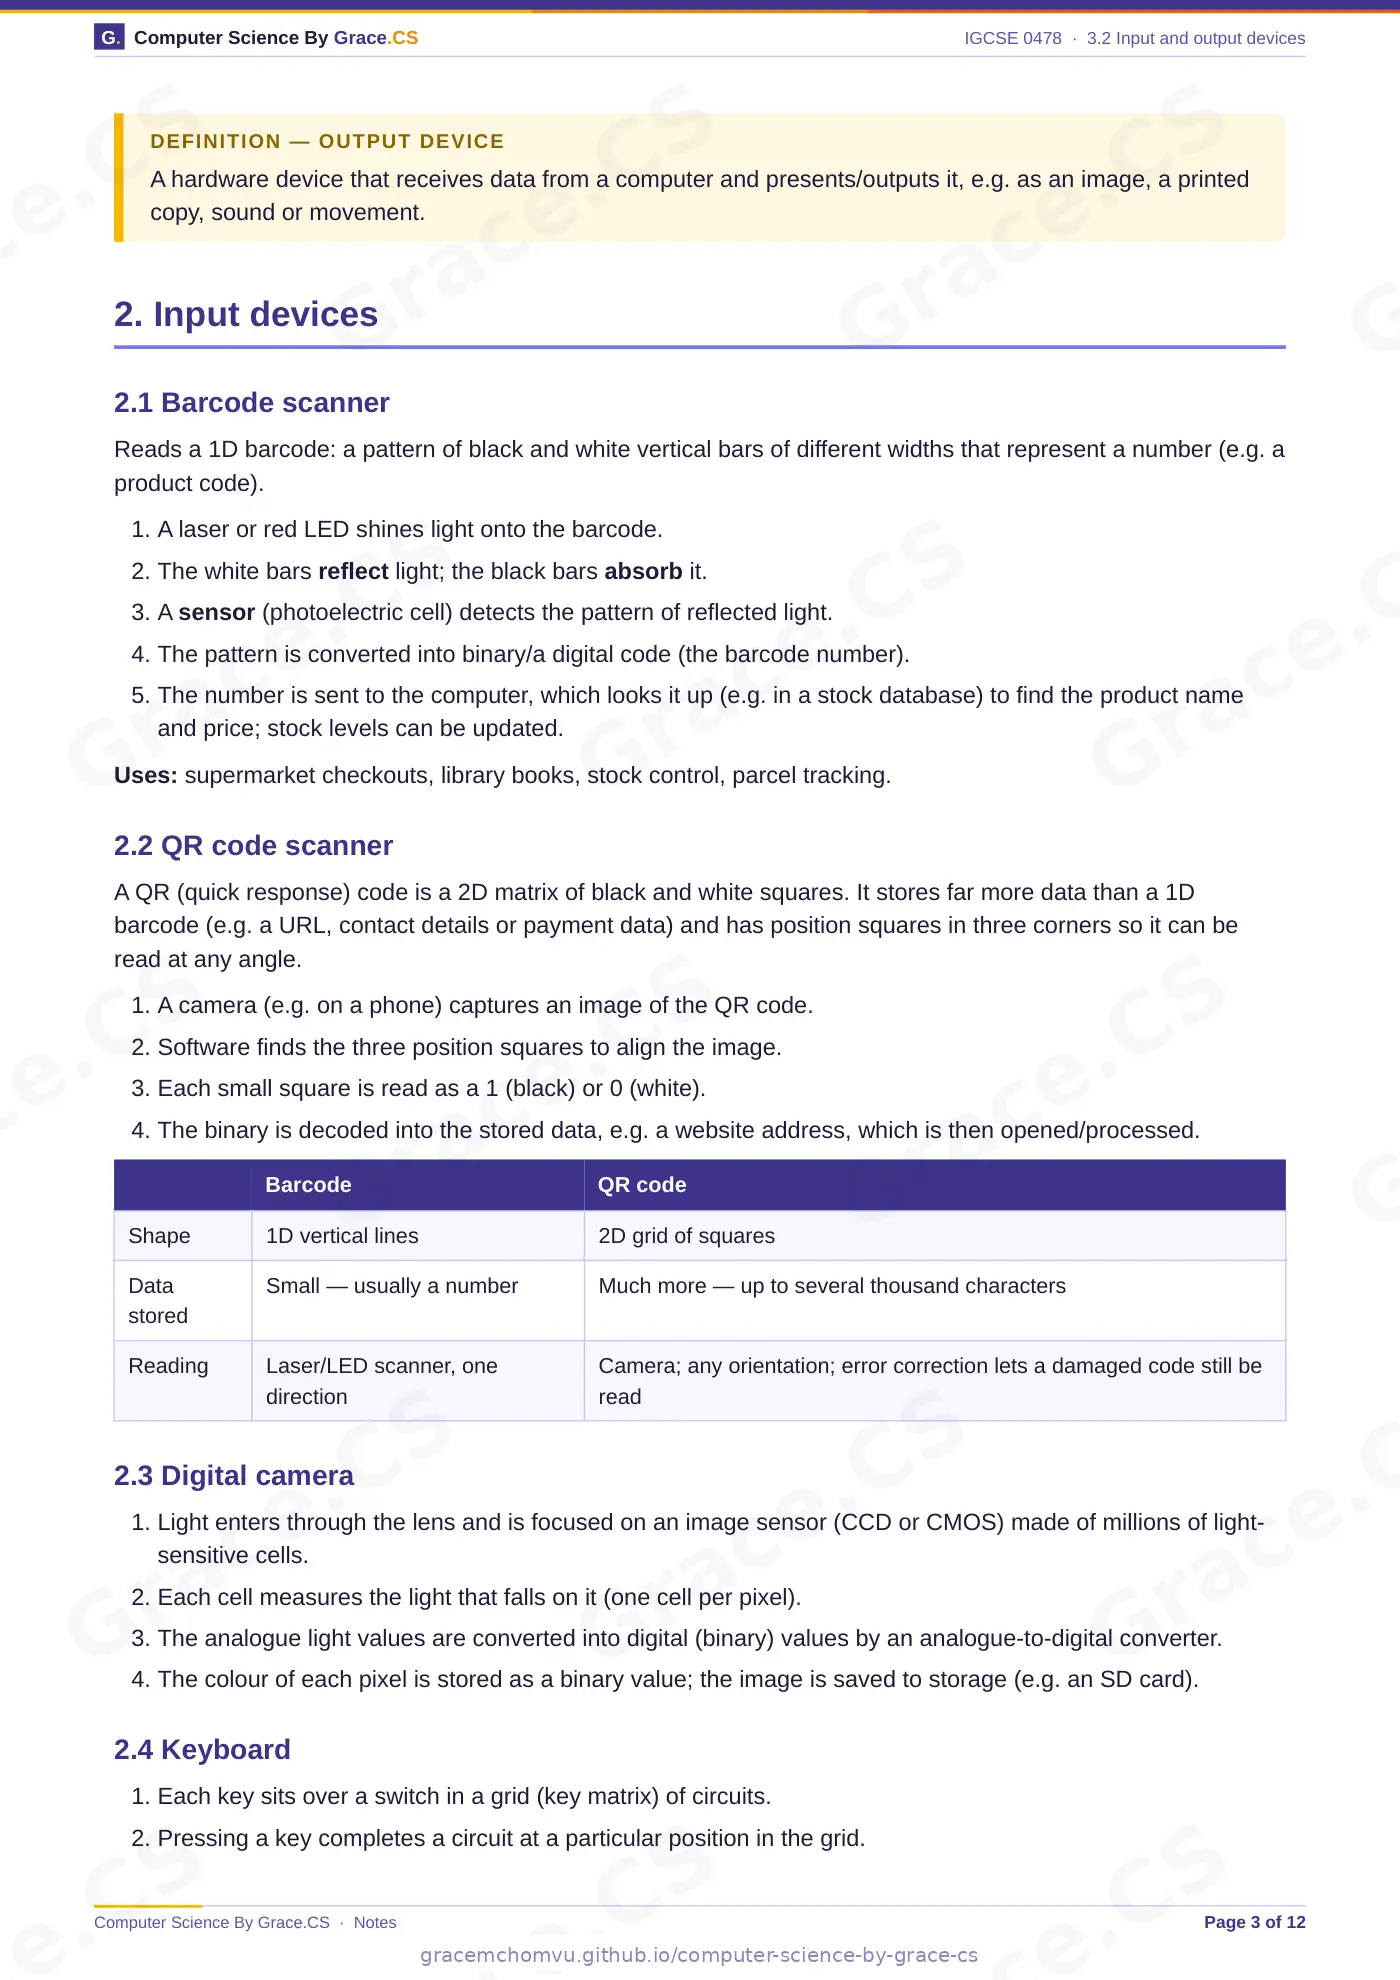 G. Computer Science By Grace.CS
IGCSE 0478 · 3.2 Input and output devices
DEFINITION — OUTPUT DEVICE
A hardware device that receives data from a computer and presents/outputs it, e.g. as an image, a printed
copy, sound or movement.
2. Input devices
2.1 Barcode scanner
Reads a 1D barcode: a pattern of black and white vertical bars of different widths that represent a number (e.g. a
product code).
1. A laser or red LED shines light onto the barcode.
2. The white bars reflect light; the black bars absorb it.
3. A sensor (photoelectric cell) detects the pattern of reflected light.
4. The pattern is converted into binary/a digital code (the barcode number).
5. The number is sent to the computer, which looks it up (e.g. in a stock database) to find the product name
and price; stock levels can be updated.
Uses: supermarket checkouts, library books, stock control, parcel tracking.
2.2 QR code scanner
A QR (quick response) code is a 2D matrix of black and white squares. It stores far more data than a 1D
barcode (e.g. a URL, contact details or payment data) and has position squares in three corners so it can be
read at any angle.
1. A camera (e.g. on a phone) captures an image of the QR code.
2. Software finds the three position squares to align the image.
3. Each small square is read as a 1 (black) or 0 (white).
4. The binary is decoded into the stored data, e.g. a website address, which is then opened/processed.
Barcode QR code
Shape 1D vertical lines 2D grid of squares
Data Small — usually a number Much more — up to several thousand characters
stored
Reading Laser/LED scanner, one Camera; any orientation; error correction lets a damaged code still be
direction read
2.3 Digital camera
1. Light enters through the lens and is focused on an image sensor (CCD or CMOS) made of millions of light-
sensitive cells.
2. Each cell measures the light that falls on it (one cell per pixel).
3. The analogue light values are converted into digital (binary) values by an analogue-to-digital converter.
4. The colour of each pixel is stored as a binary value; the image is saved to storage (e.g. an SD card).
2.4 Keyboard
1. Each key sits over a switch in a grid (key matrix) of circuits.
2. Pressing a key completes a circuit at a particular position in the grid.
Computer Science By Grace.CS · Notes
Page 3 of 12
gracemchomvu.github.io/computer-science-by-grace-cs